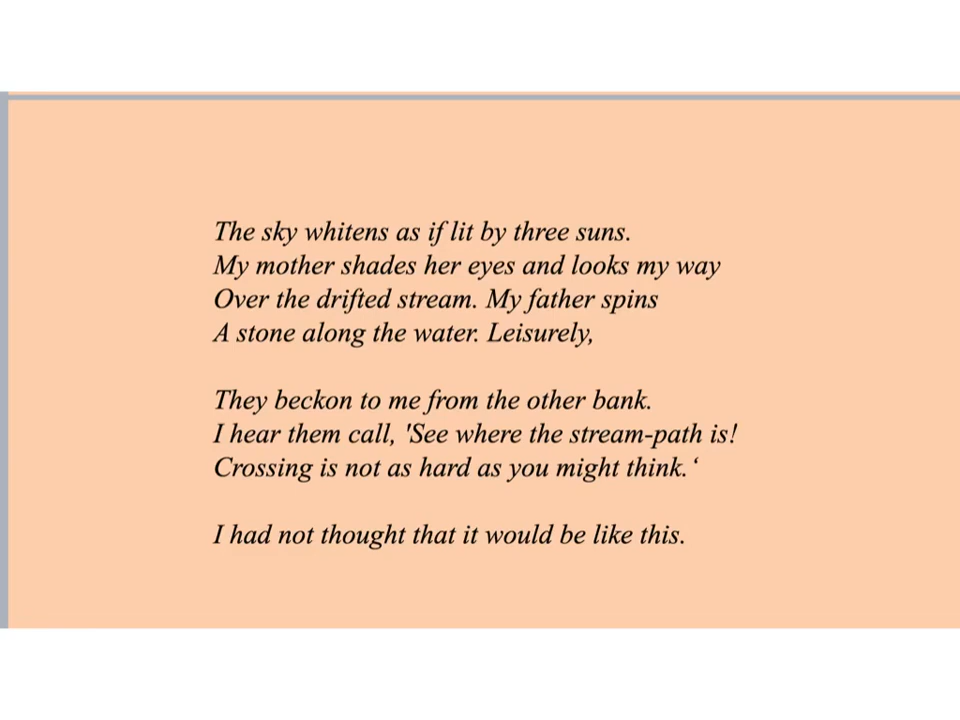 The sky whitens as if lit by three suns.
My mother shades her eyes and looks my way
Over the drifted stream. My father spins
A stone along the water. Leisurely,
They beckon to me from the other bank.
I hear them call, 'See where the stream-path is!
Crossing is not as hard as you might think. ‘
I had not thought that it would be like this.